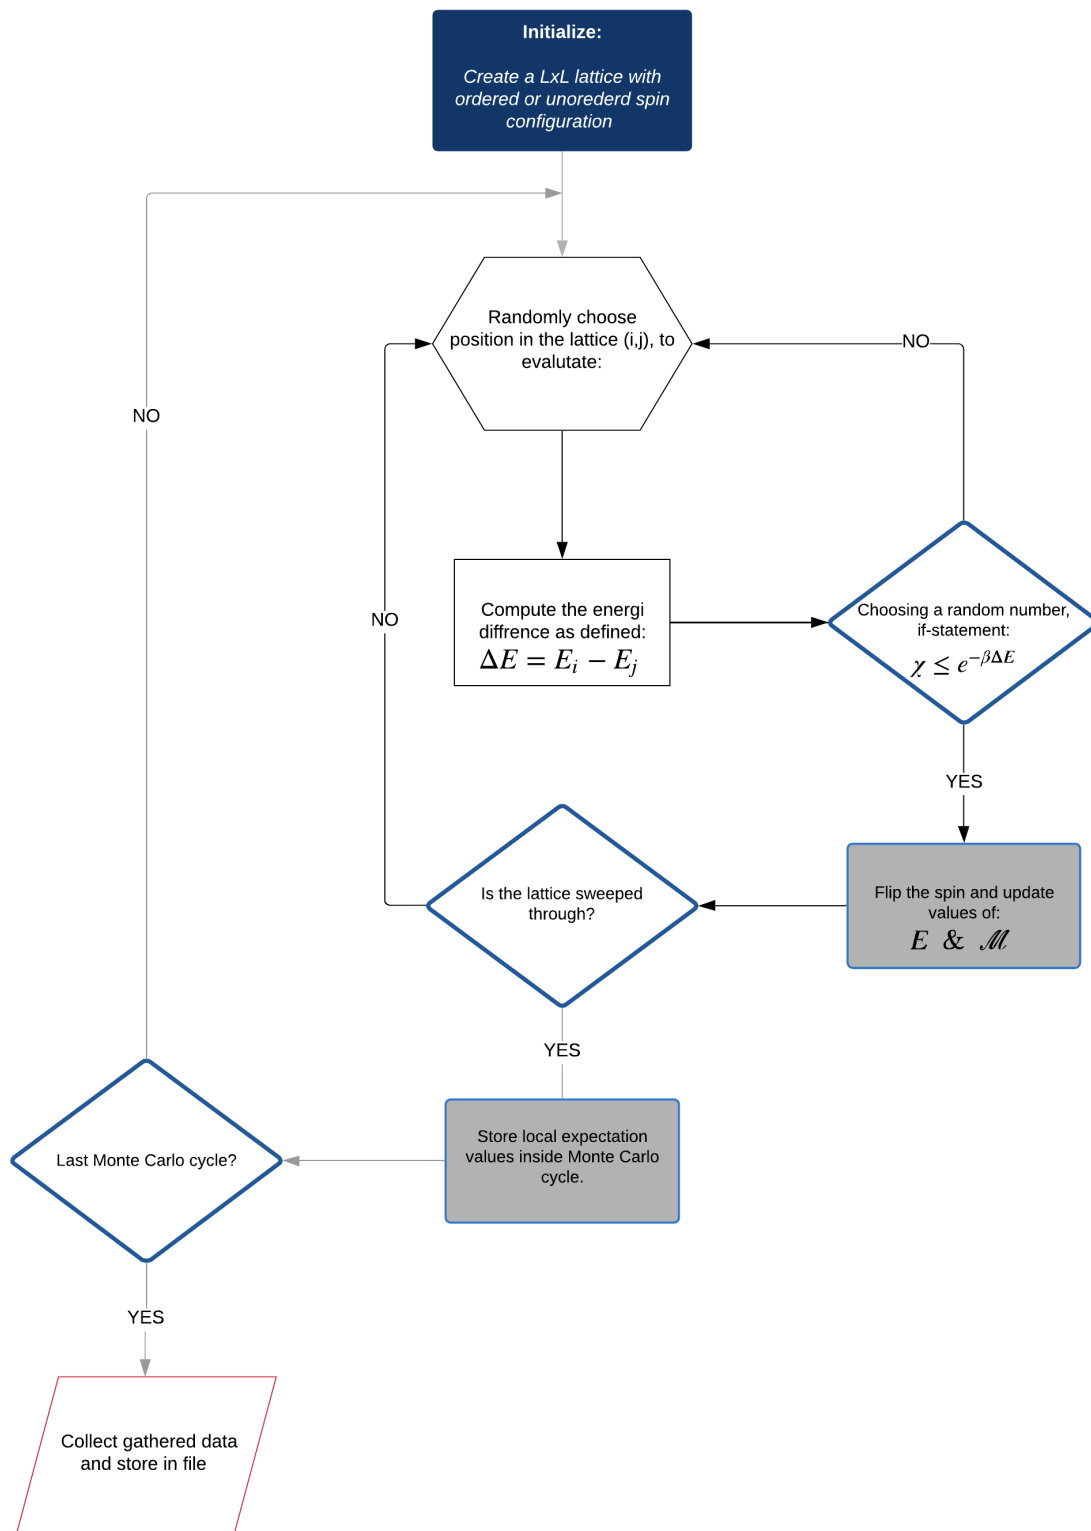 Initialize:
Create a LxL lattice with
ordered or unorederd spin
configuration
Randomly choose
position in the lattice (i,j), to
evalutate:
NO
NO
NO
Compute the energi
diffrence as defined:
ΔE = E_i − E_j
Choosing a random number,
if-statement:
χ ≤ e^{−βΔE}
YES
Flip the spin and update
values of:
E & ℳ
Is the lattice sweeped
through?
YES
Store local expectation
values inside Monte Carlo
cycle.
Last Monte Carlo cycle?
YES
Collect gathered data
and store in file